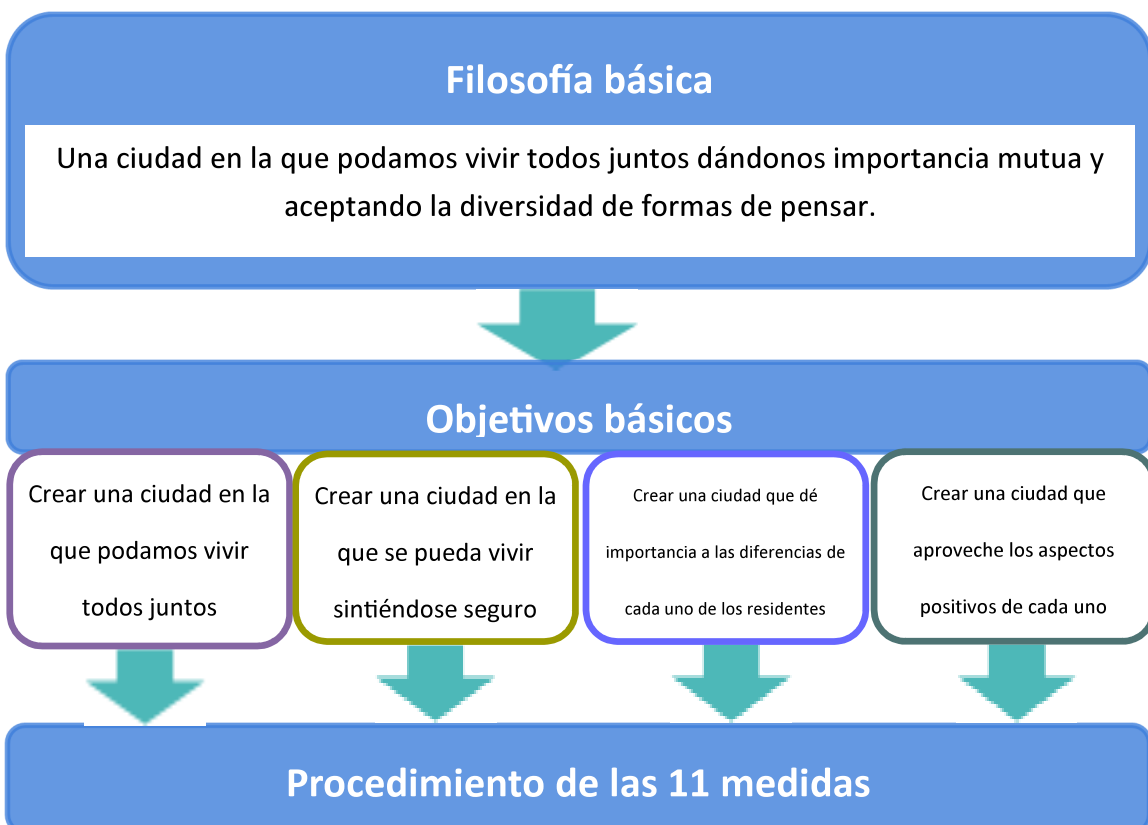 Filosofía básica
Una ciudad en la que podamos vivir todos juntos dándonos importancia mutua y
aceptando la diversidad de formas de pensar.
Objetivos básicos
Crear una ciudad en la
que podamos vivir
todos juntos
Crear una ciudad en la
que se pueda vivir
sintiéndose seguro
Crear una ciudad que dé
importancia a las diferencias de
cada uno de los residentes
Crear una ciudad que
aproveche los aspectos
positivos de cada uno
Procedimiento de las 11 medidas